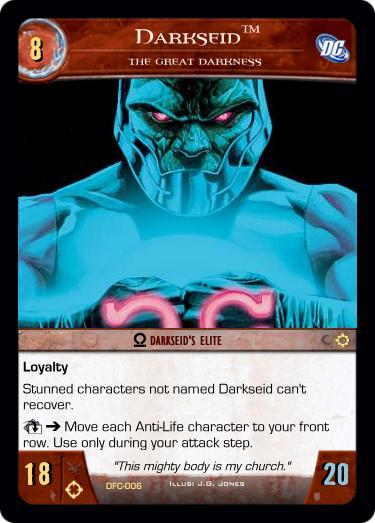 Darkseid™
8
DC
THE GREAT DARKNESS
Ω DARKSEID'S ELITE
Loyalty
Stunned characters not named Darkseid can't
recover.
➔ Move each Anti-Life character to your front
row. Use only during your attack step.
"This mighty body is my church."
18
20
DFC-006
ILLUS: J.G. JONES